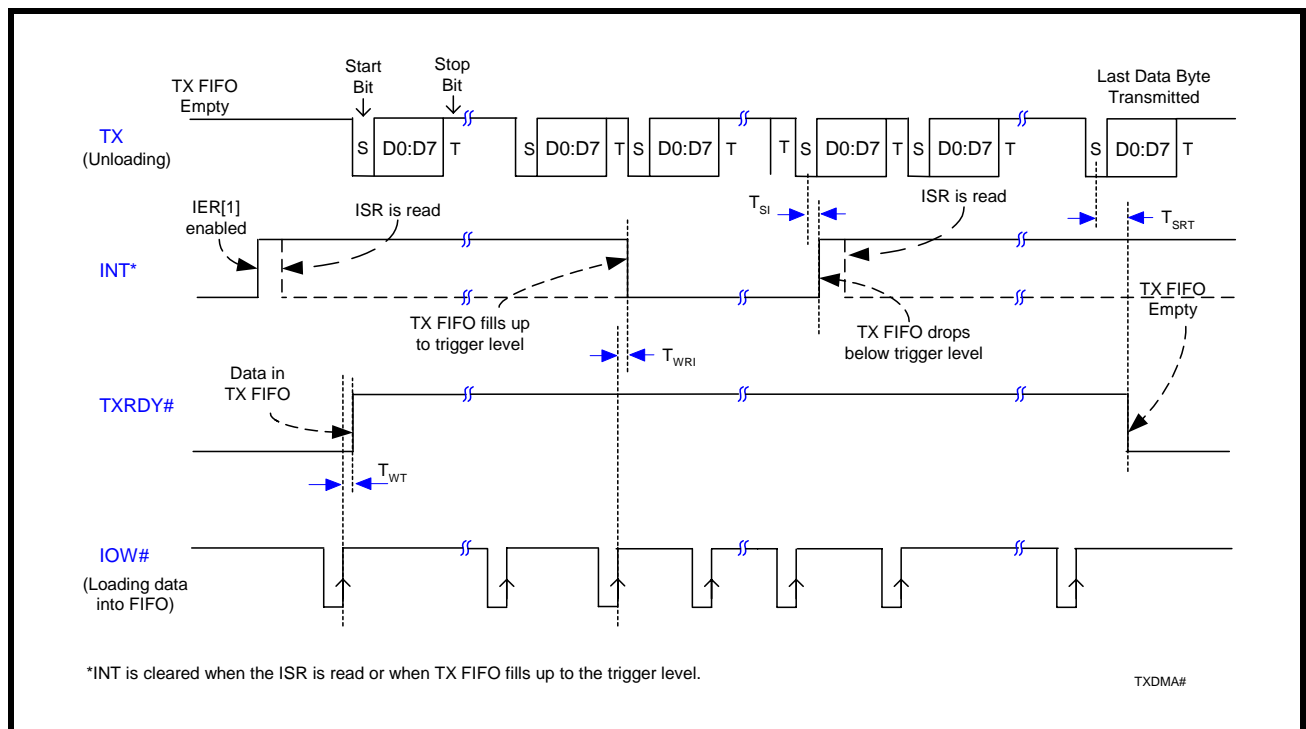 Start
Bit
Stop
Bit
TX FIFO
Empty
Last Data Byte
Transmitted
TX
(Unloading)
S D0:D7 T S D0:D7 T S D0:D7 T T S D0:D7 T S D0:D7 T S D0:D7 T
IER[1]
enabled
ISR is read
TSI
ISR is read
TSRT
INT*
TX FIFO fills up
to trigger level
TX FIFO drops
below trigger level
TX FIFO
Empty
TWRI
Data in
TX FIFO
TXRDY#
TWT
IOW#
(Loading data
into FIFO)
*INT is cleared when the ISR is read or when TX FIFO fills up to the trigger level.
TXDMA#